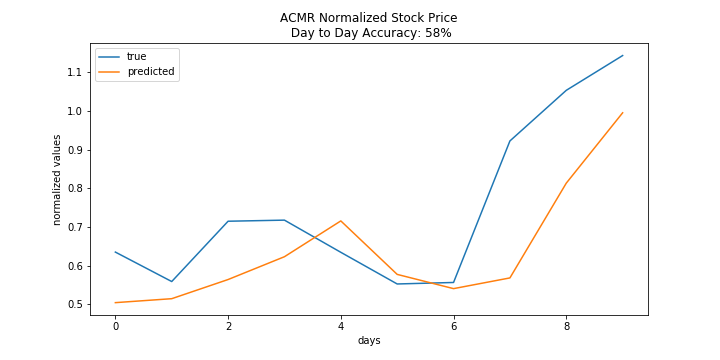 ACMR Normalized Stock Price
Day to Day Accuracy: 58%
true
predicted
normalized values
1.1
1.0
0.9
0.8
0.7
0.6
0.5
0
2
4
6
8
days